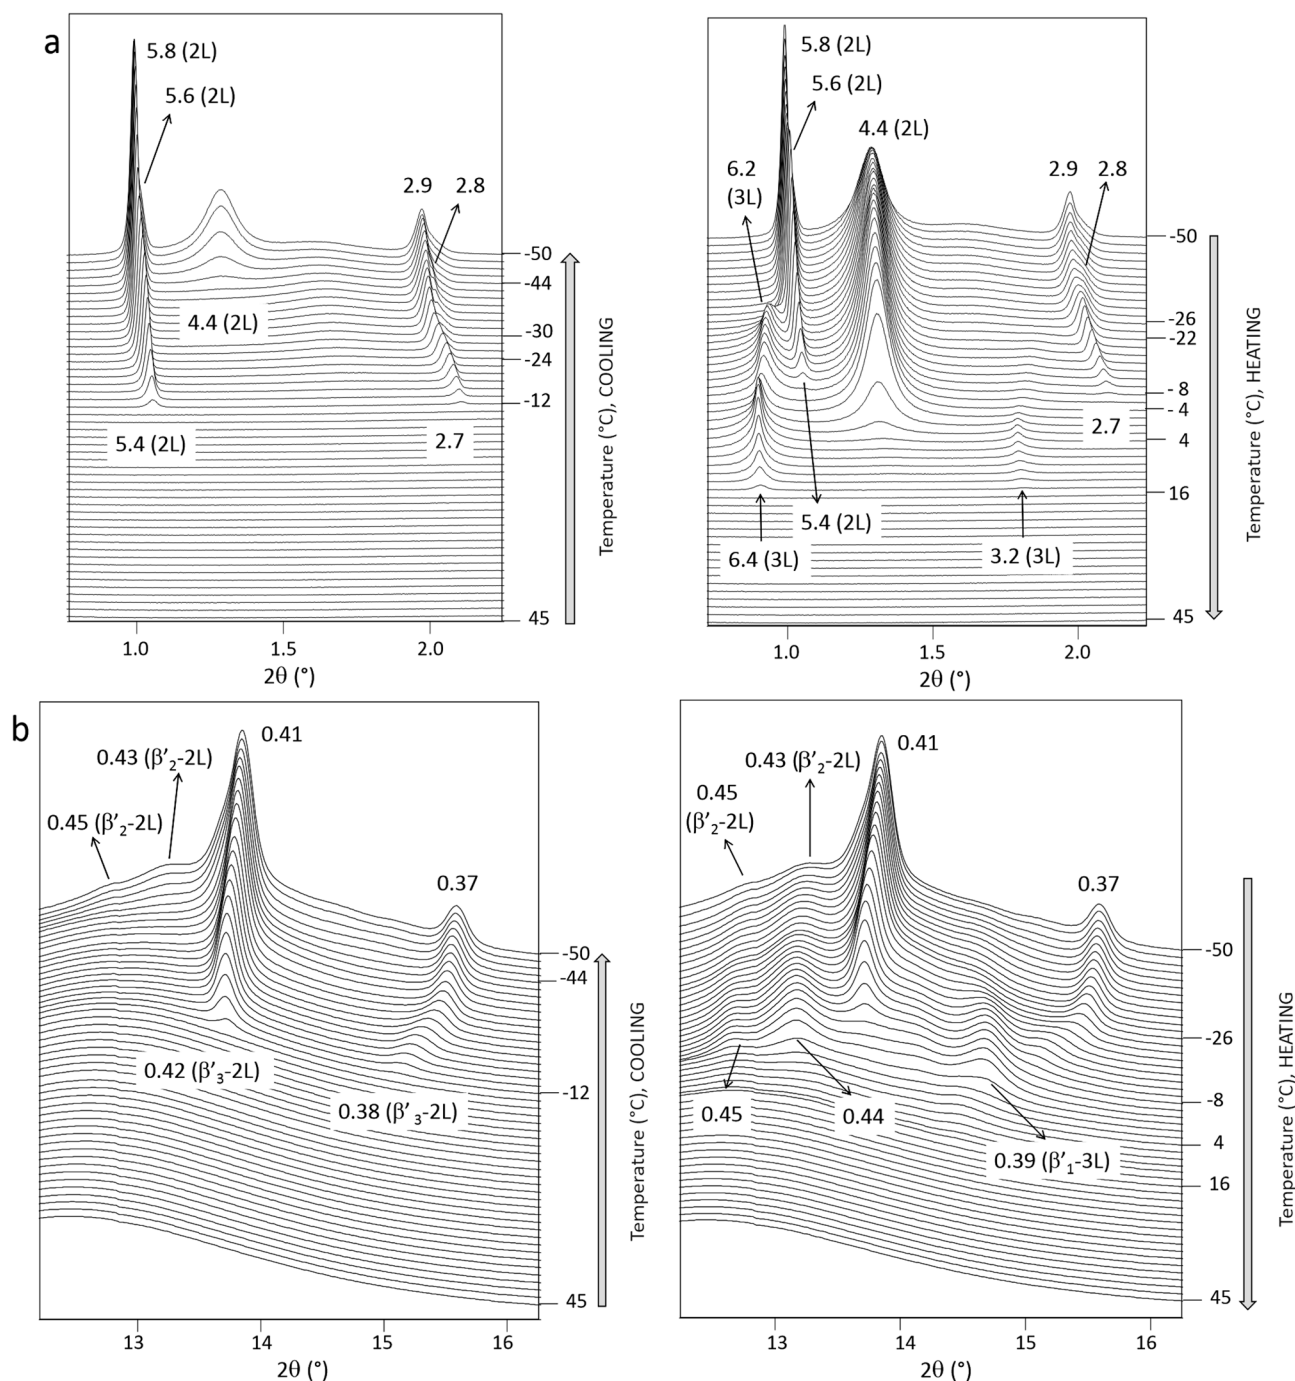 a
5.8 (2L)
5.6 (2L)
4.4 (2L)
5.4 (2L)
2.9
2.8
2.7
-50
-44
-30
-24
-12
45
Temperature (°C), COOLING
1.0
1.5
2.0
2θ (°)
5.8 (2L)
5.6 (2L)
4.4 (2L)
6.2
(3L)
2.9
2.8
2.7
5.4 (2L)
6.4 (3L)
3.2 (3L)
-50
-26
-22
- 8
- 4
4
16
45
Temperature (°C), HEATING
1.0
1.5
2.0
2θ (°)
b
0.41
0.43 (β'2-2L)
0.45 (β'2-2L)
0.37
0.42 (β'3-2L)
0.38 (β'3-2L)
-50
-44
-12
45
Temperature (°C), COOLING
13
14
15
16
2θ (°)
0.41
0.43 (β'2-2L)
0.45
(β'2-2L)
0.37
0.45
0.44
0.39 (β'1-3L)
-50
-26
-8
4
16
45
Temperature (°C), HEATING
13
14
15
16
2θ (°)